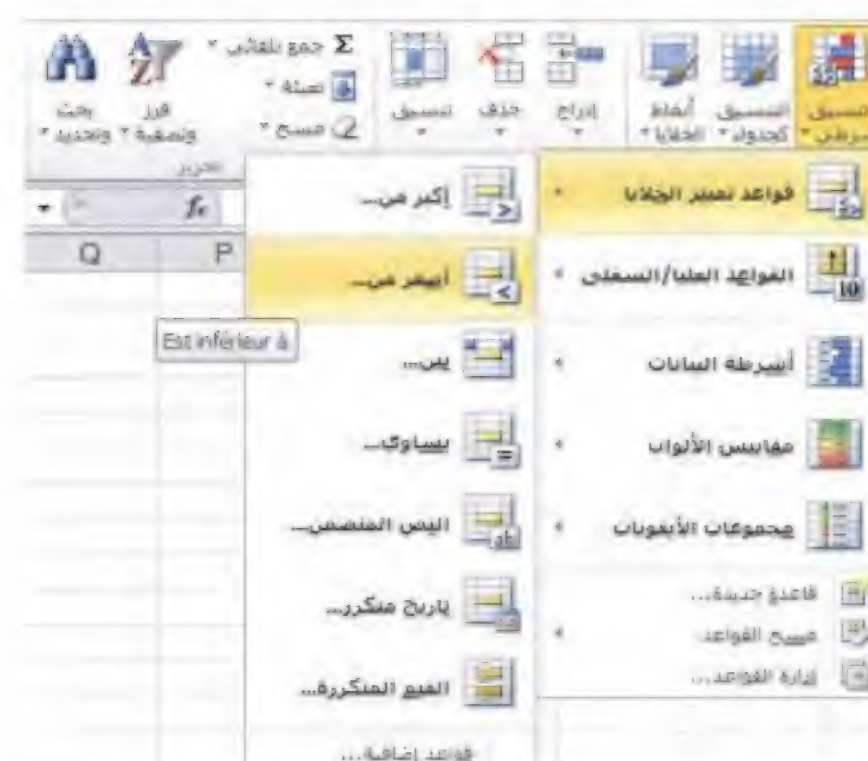 تنسيق شرطي
التنسيق كجدول
أنماط الخلايا
إدراج
حذف
تنسيق
Σ جمع تلقائي
تعبئة
مسح
فرز وتصفية
بحث وتحديد
تحرير
fx
Q
P
قواعد تمييز الخلايا
القواعد العليا/السفلى
10
أشرطة البيانات
مقاييس الألوان
مجموعات الأيقونات
قاعدة جديدة...
مسح القواعد
إدارة القواعد...
أكبر من...
أصغر من...
Est inférieur à
بين...
يساوي...
النص المتضمن...
تاريخ متكرر...
القيم المتكررة...
قواعد إضافية...